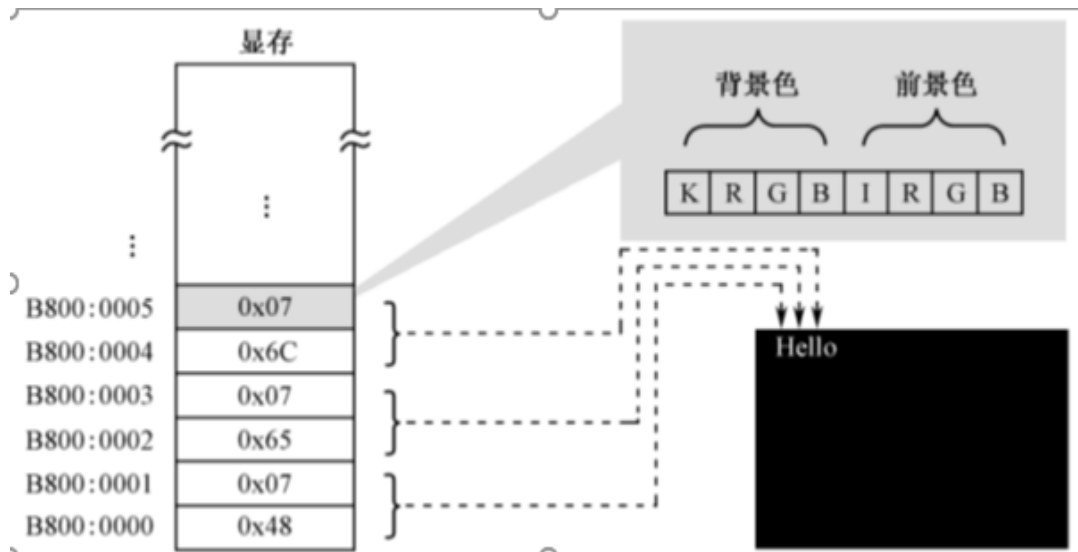 显存
背景色 前景色
K R G B I R G B
B800:0005 0x07
B800:0004 0x6C
B800:0003 0x07
B800:0002 0x65
B800:0001 0x07
B800:0000 0x48
Hello